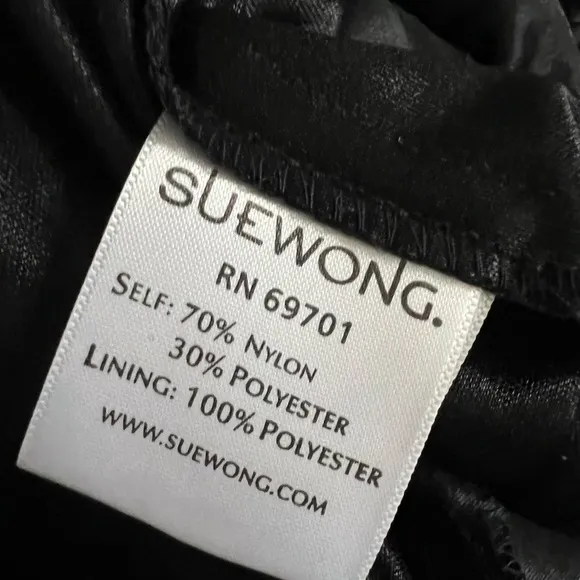 SUEWONG.
RN 69701
SELF: 70% NYLON
30% POLYESTER
LINING: 100% POLYESTER
WWW.SUEWONG.COM